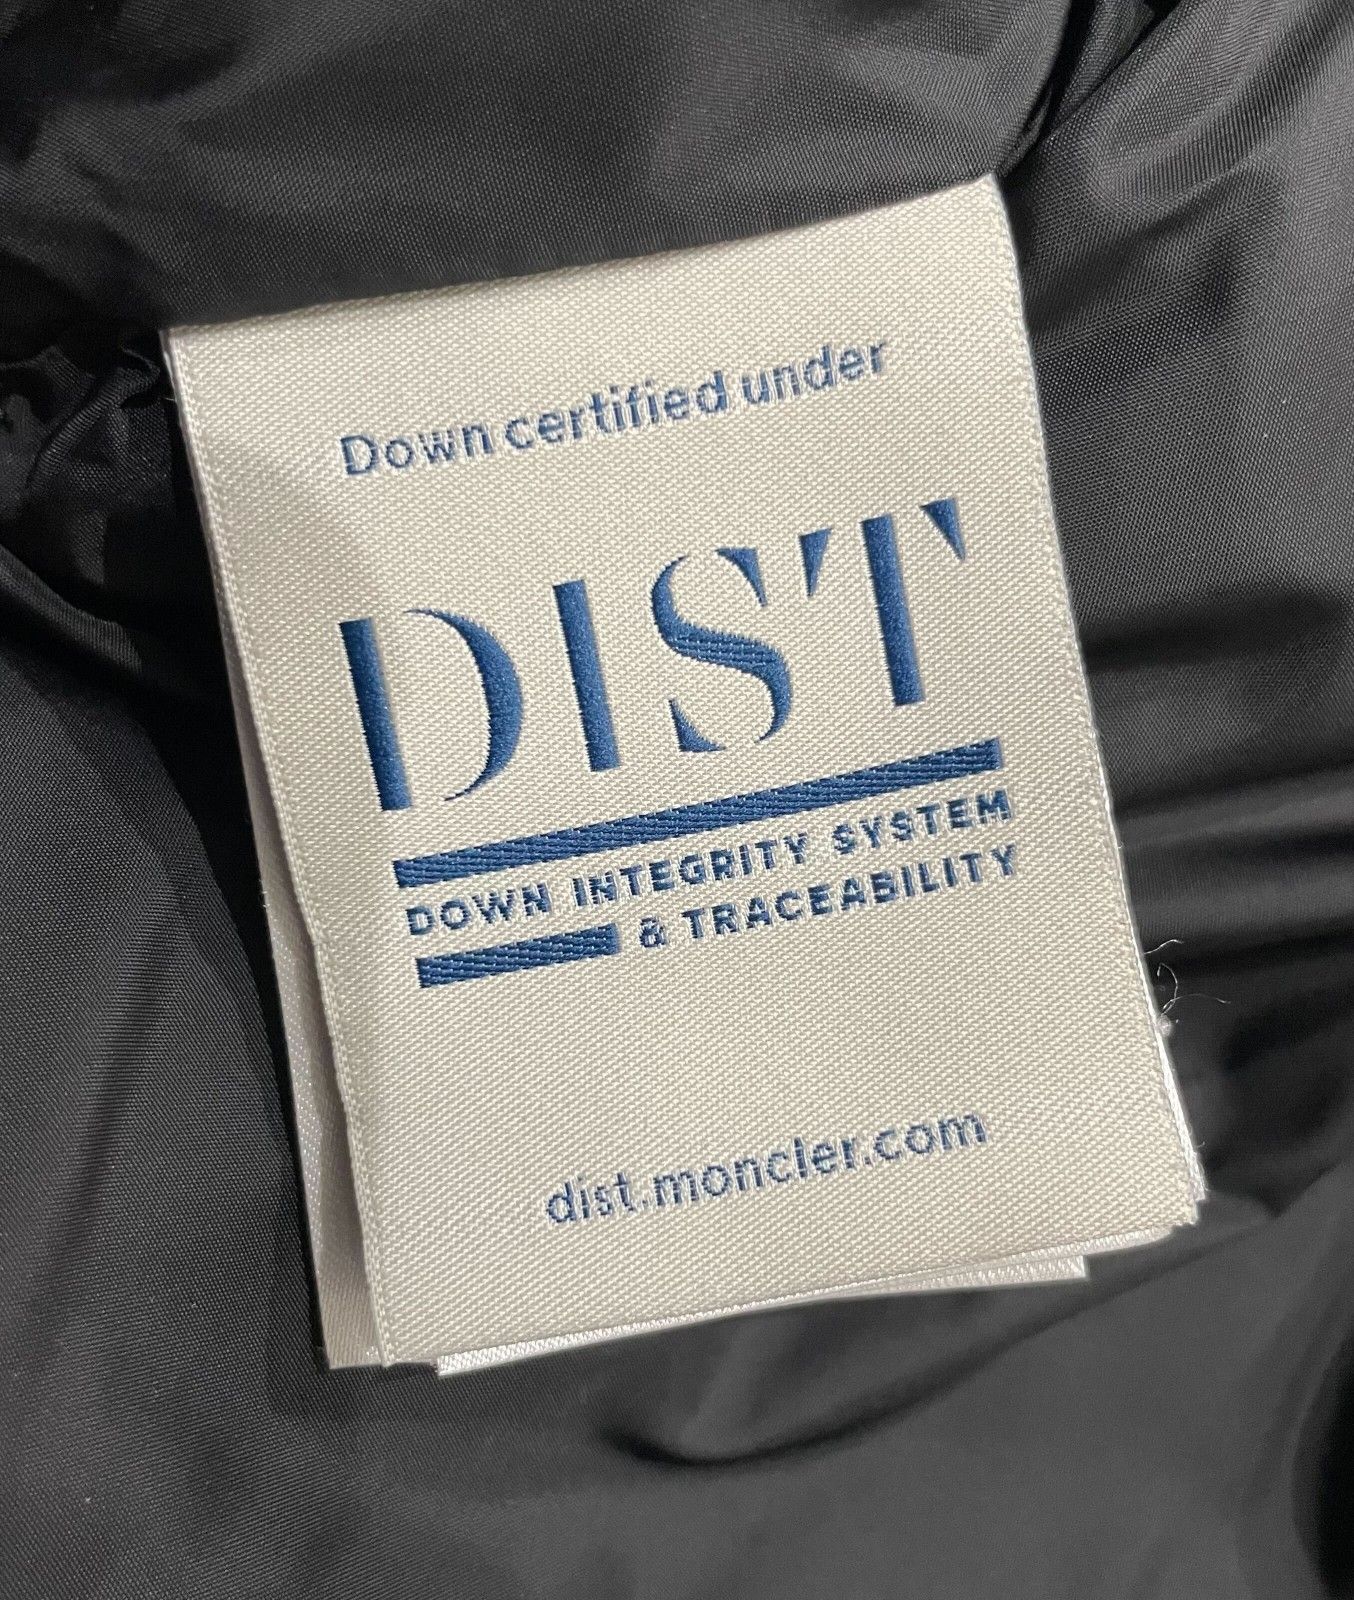 Down certified under
DIST
DOWN INTEGRITY SYSTEM
& TRACEABILITY
dist.moncler.com